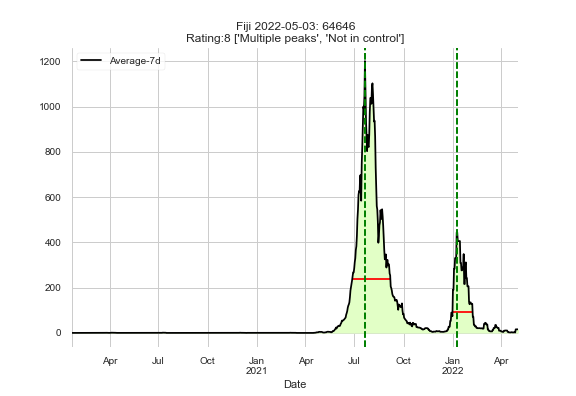 Fiji 2022-05-03: 64646
Rating:8 ['Multiple peaks', 'Not in control']
Average-7d
1200
1000
800
600
400
200
0
Apr Jul Oct Jan Apr Jul Oct Jan Apr
2021 2022
Date